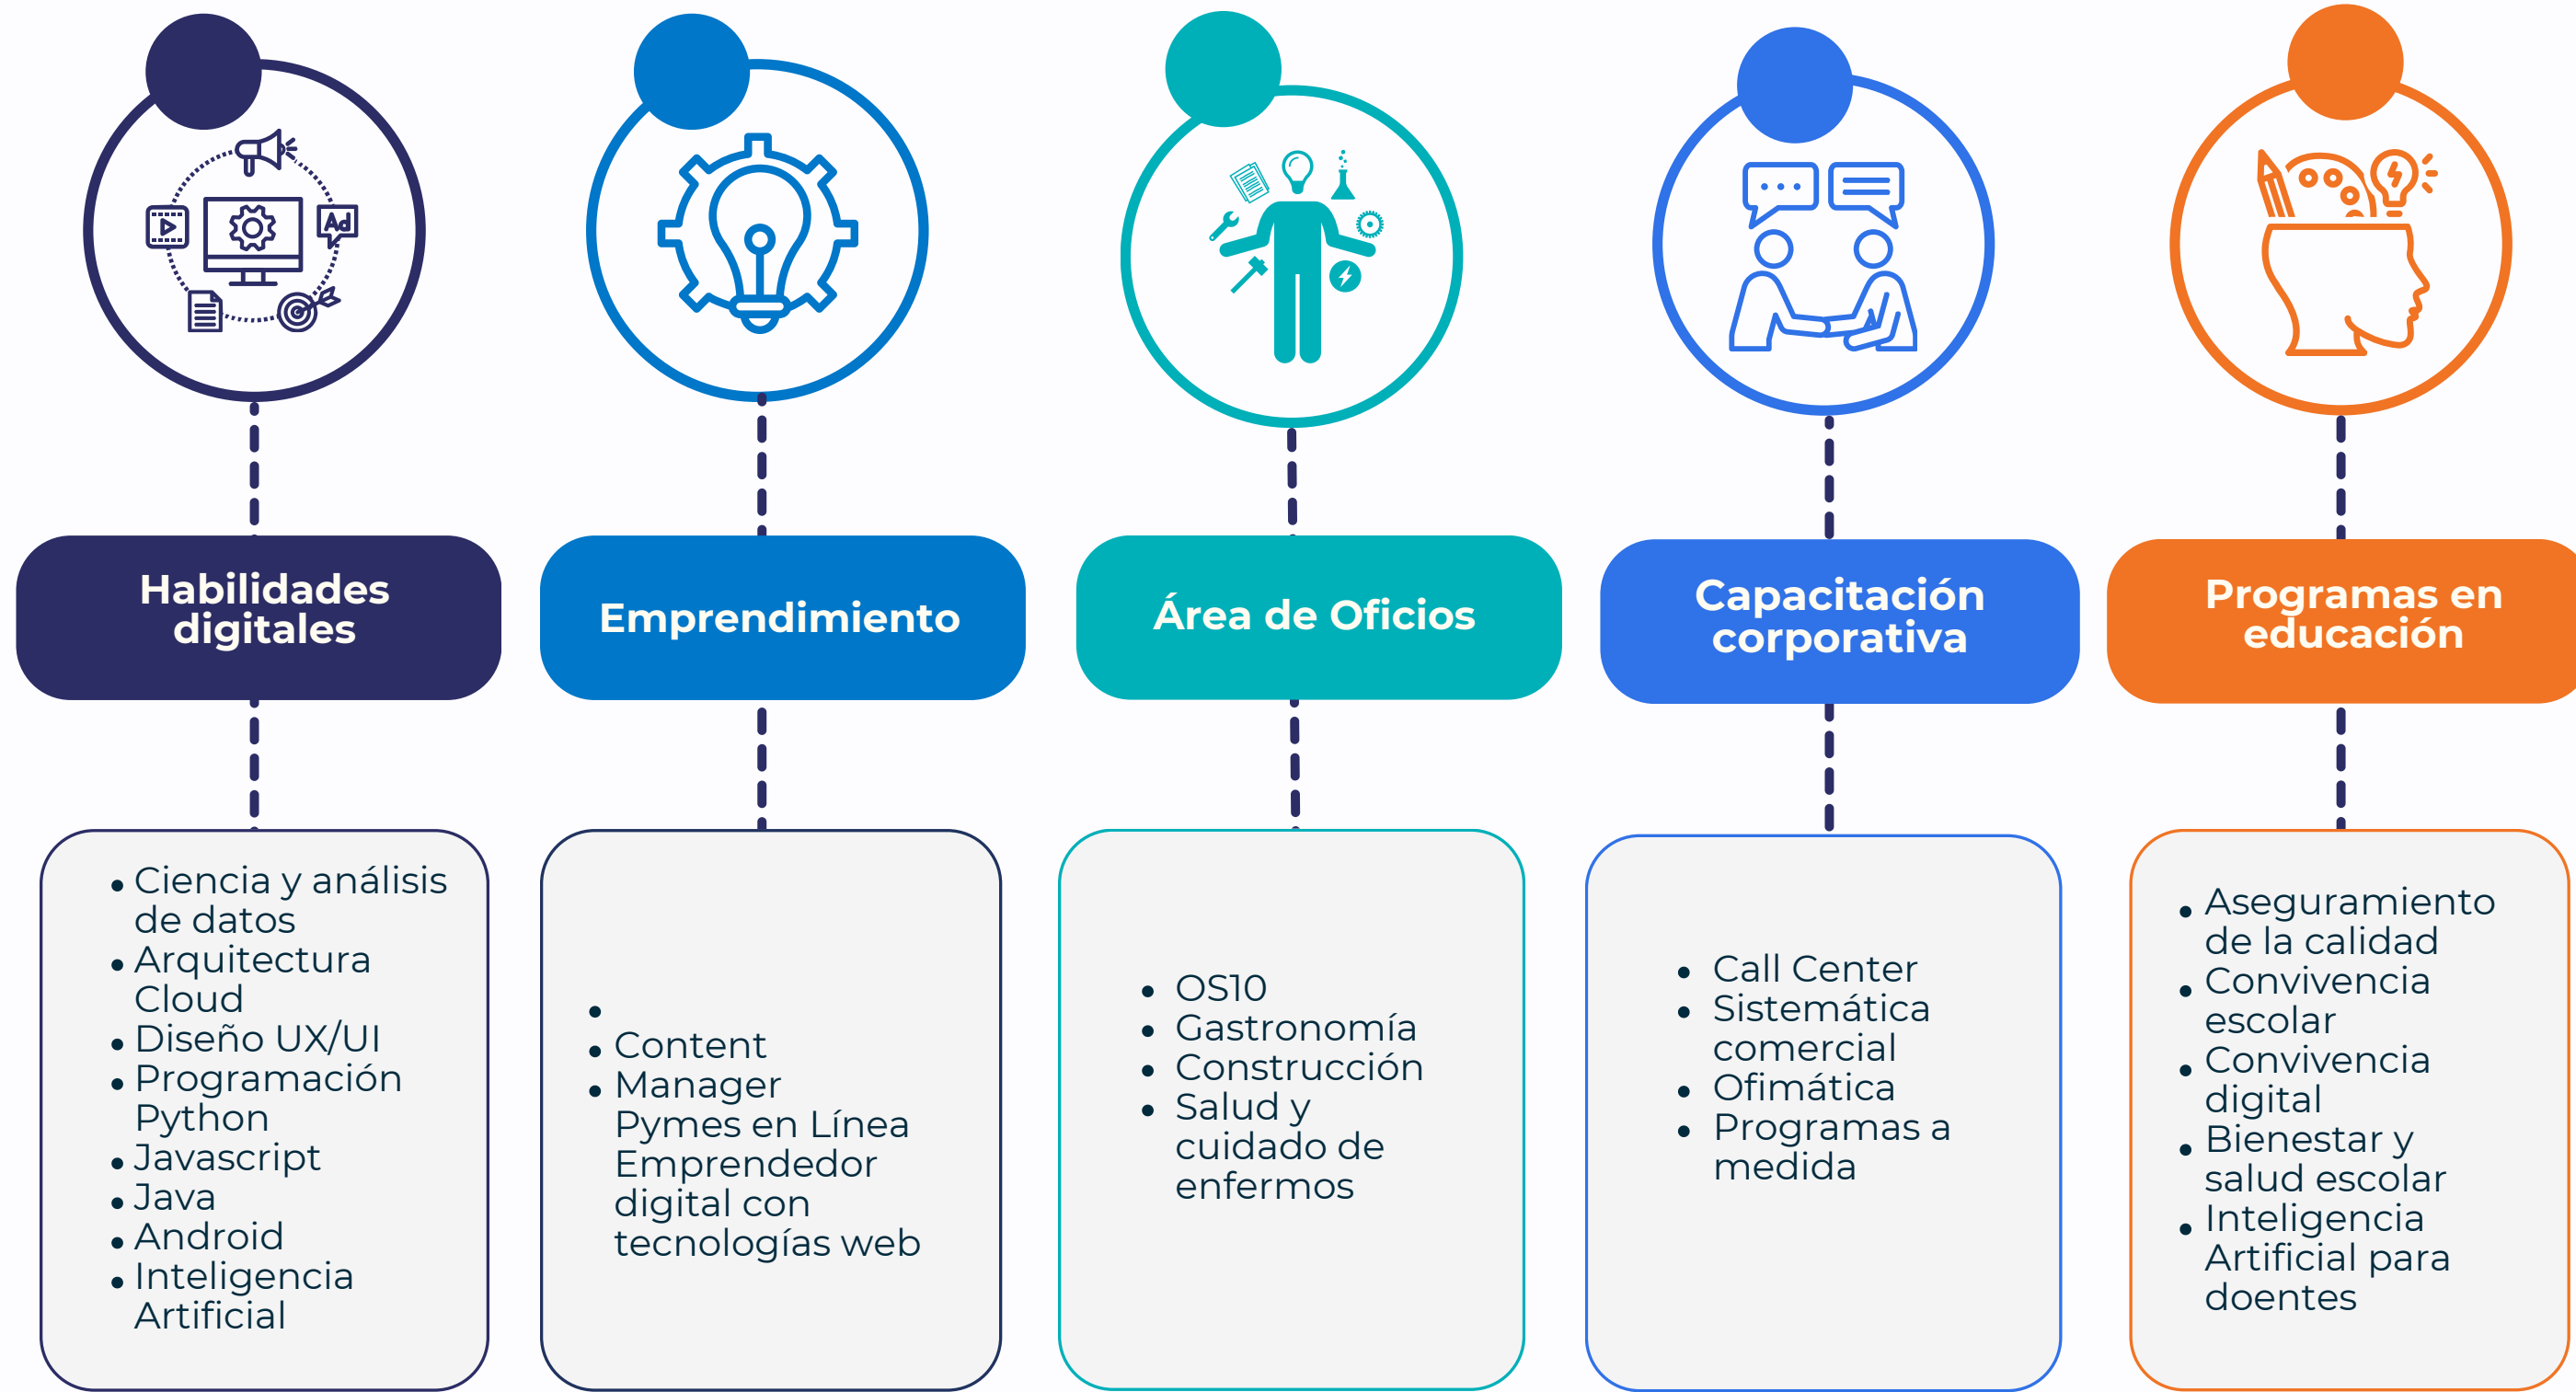 Ad
Habilidades
digitales
• Ciencia y análisis
de datos
• Arquitectura
Cloud
• Diseño UX/UI
• Programación
Python
• Javascript
• Java
• Android
• Inteligencia
Artificial
Emprendimiento
•
• Content
• Manager
Pymes en Línea
Emprendedor
digital con
tecnologías web
Área de Oficios
• OS10
• Gastronomía
• Construcción
• Salud y
cuidado de
enfermos
Capacitación
corporativa
• Call Center
• Sistemática
comercial
• Ofimática
• Programas a
medida
Programas en
educación
• Aseguramiento
de la calidad
• Convivencia
escolar
• Convivencia
digital
• Bienestar y
salud escolar
• Inteligencia
Artificial para
doentes